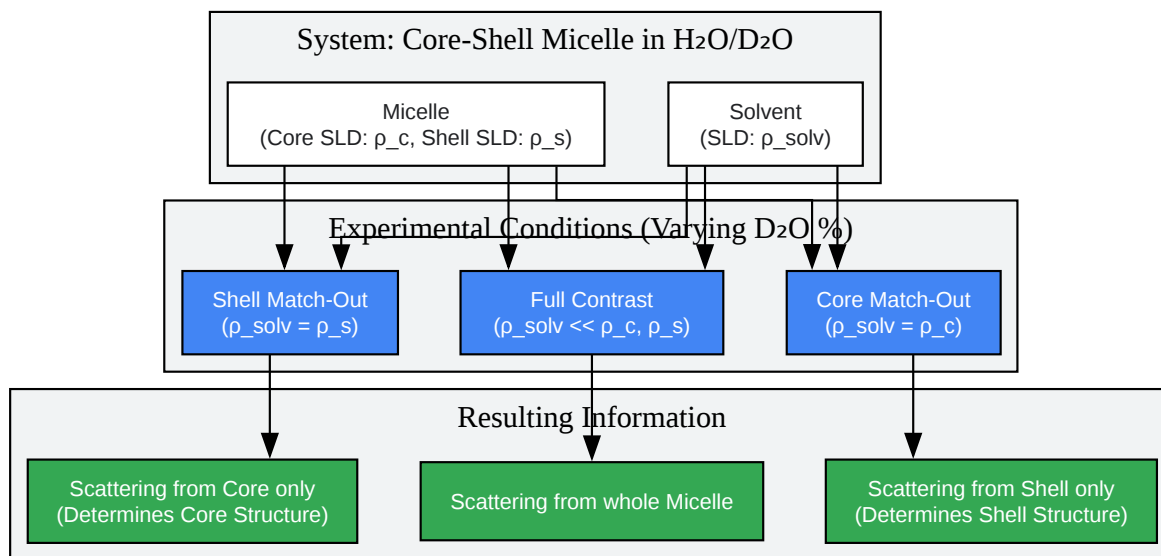 System: Core-Shell Micelle in H₂O/D₂O
Micelle
(Core SLD: ρ_c, Shell SLD: ρ_s)
Solvent
(SLD: ρ_solv)
Experimental Conditions (Varying D₂O %)
Shell Match-Out
(ρ_solv = ρ_s)
Full Contrast
(ρ_solv << ρ_c, ρ_s)
Core Match-Out
(ρ_solv = ρ_c)
Resulting Information
Scattering from Core only
(Determines Core Structure)
Scattering from whole Micelle
Scattering from Shell only
(Determines Shell Structure)